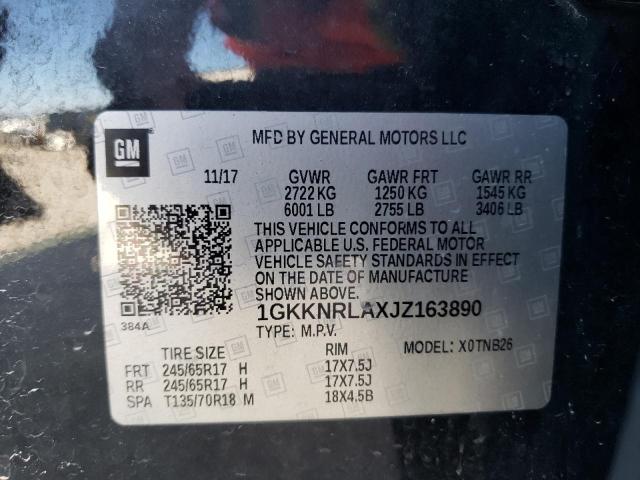 GM
MFD BY GENERAL MOTORS LLC
11/17 GVWR GAWR FRT GAWR RR
2722 KG 1250 KG 1545 KG
6001 LB 2755 LB 3406 LB
THIS VEHICLE CONFORMS TO ALL
APPLICABLE U.S. FEDERAL MOTOR
VEHICLE SAFETY STANDARDS IN EFFECT
ON THE DATE OF MANUFACTURE
SHOWN ABOVE.
384A
1GKKNRLAXJZ163890
TYPE: M.P.V. MODEL: X0TNB26
TIRE SIZE RIM
FRT 245/65R17 H 17X7.5J
RR 245/65R17 H 17X7.5J
SPA T135/70R18 M 18X4.5B